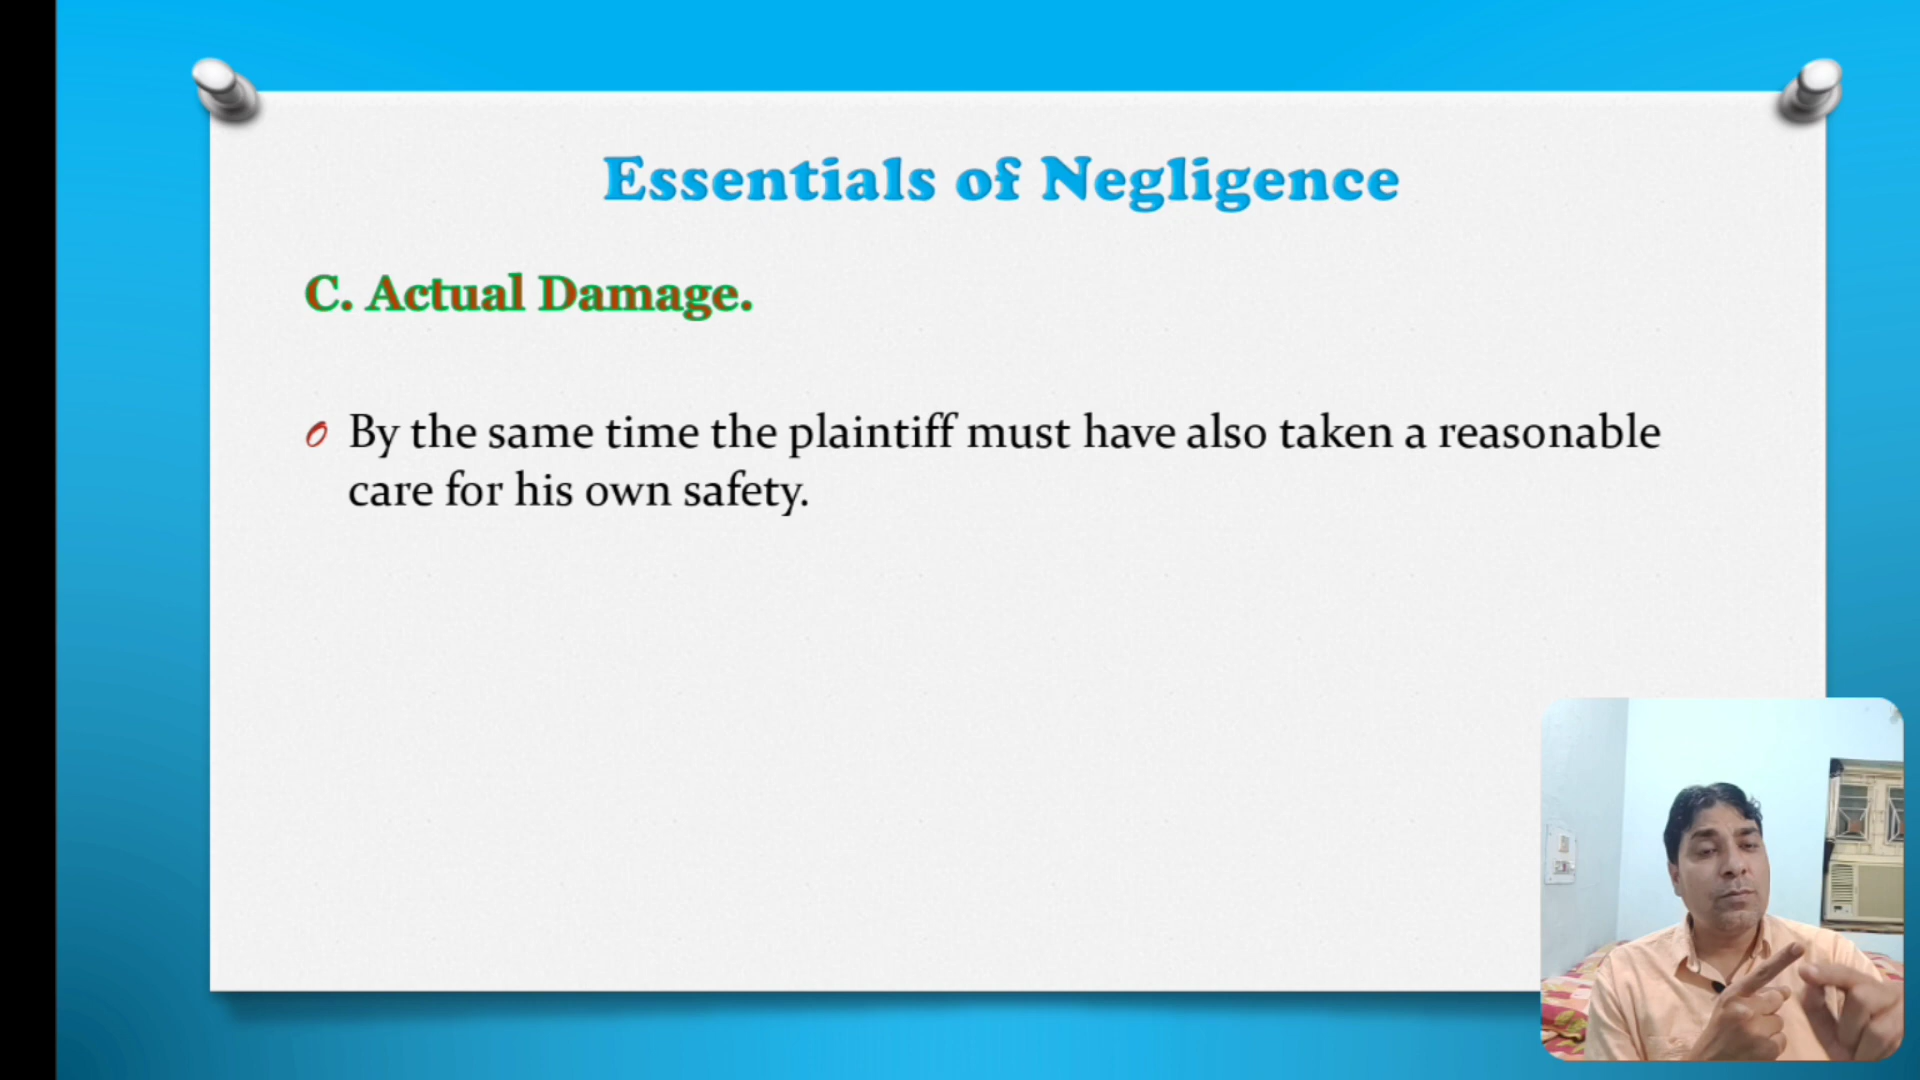 Essentials of Negligence
C. Actual Damage.
By the same time the plaintiff must have also taken a reasonable
care for his own safety.